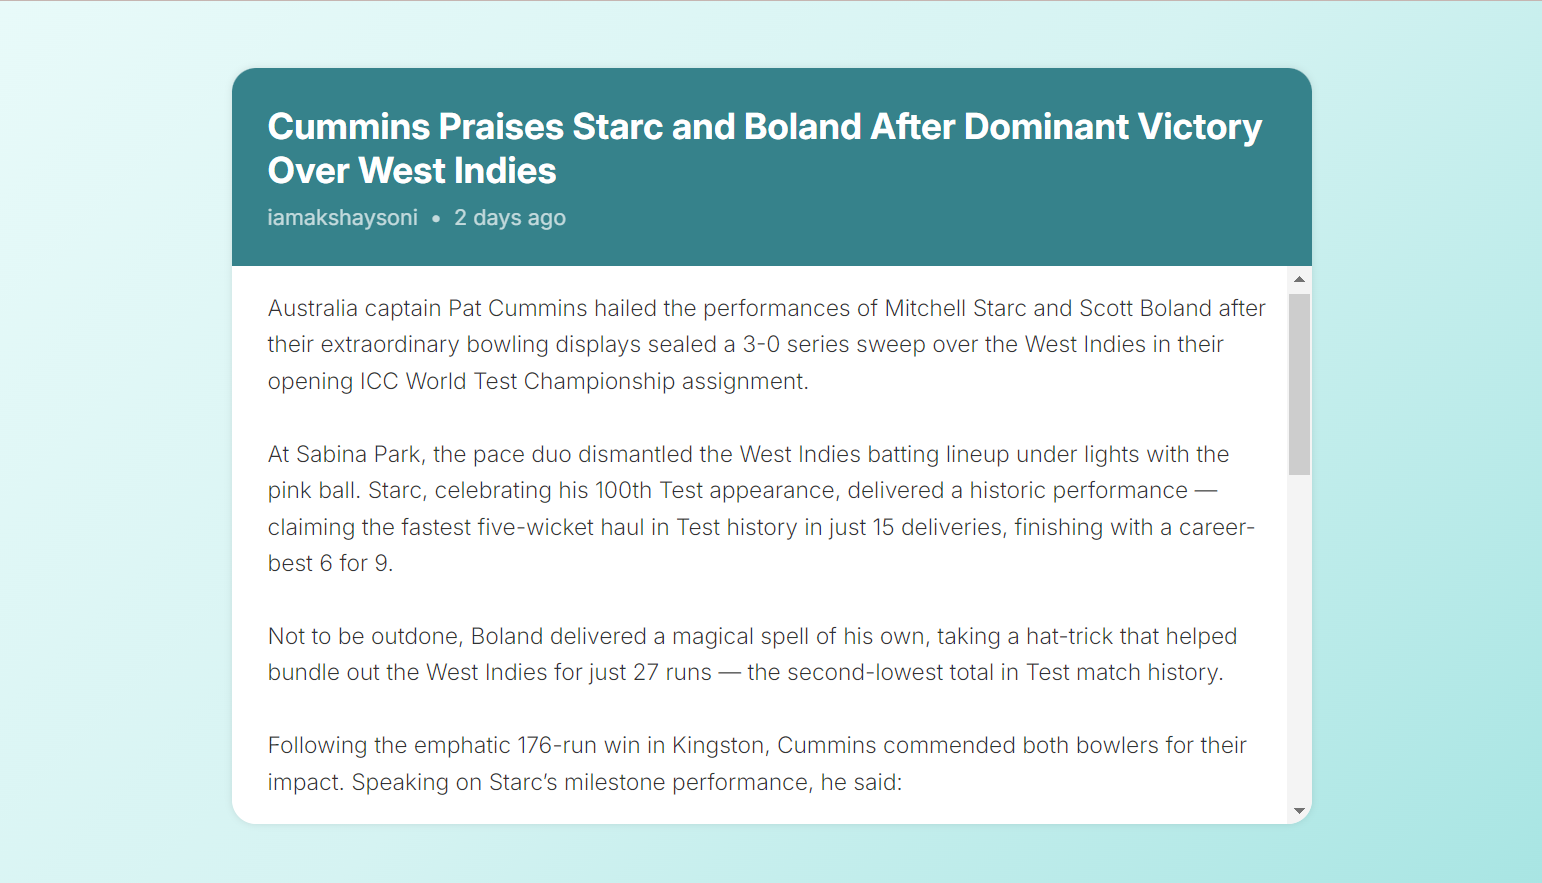 Cummins Praises Starc and Boland After Dominant Victory
Over West Indies
iamakshaysoni • 2 days ago
Australia captain Pat Cummins hailed the performances of Mitchell Starc and Scott Boland after
their extraordinary bowling displays sealed a 3-0 series sweep over the West Indies in their
opening ICC World Test Championship assignment.
At Sabina Park, the pace duo dismantled the West Indies batting lineup under lights with the
pink ball. Starc, celebrating his 100th Test appearance, delivered a historic performance —
claiming the fastest five-wicket haul in Test history in just 15 deliveries, finishing with a career-
best 6 for 9.
Not to be outdone, Boland delivered a magical spell of his own, taking a hat-trick that helped
bundle out the West Indies for just 27 runs — the second-lowest total in Test match history.
Following the emphatic 176-run win in Kingston, Cummins commended both bowlers for their
impact. Speaking on Starc’s milestone performance, he said: